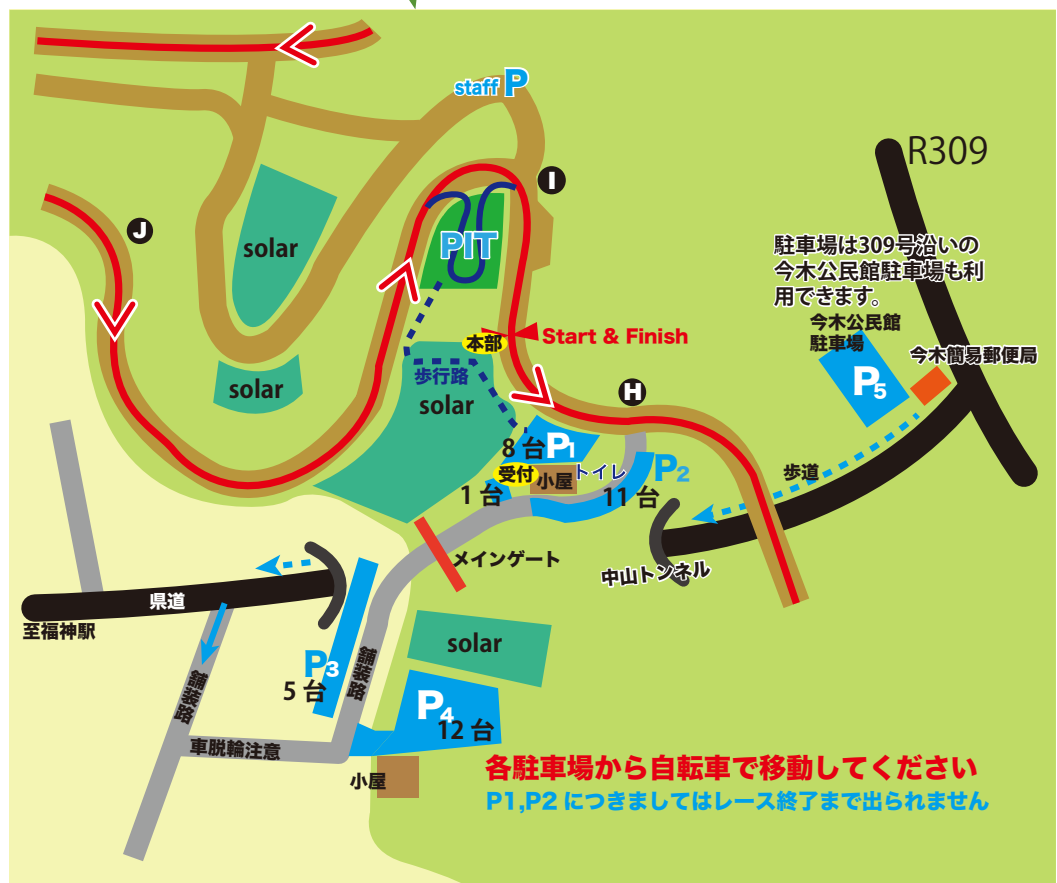 staff P
I
R309
J
solar
PIT
駐車場は309号沿いの
今木公民館駐車場も利
用できます。
今木公民館
駐車場
今木簡易郵便局
P5
本部
Start & Finish
solar
歩行路
solar
H
8 台
P1
受付
小屋
トイレ
P2
1 台
11 台
歩道
メインゲート
中山トンネル
県道
至福神駅
solar
舗装路
P3
5 台
舗装路
P4
12 台
車脱輪注意
小屋
各駐車場から自転車で移動してください
P1,P2 につきましてはレース終了まで出られません